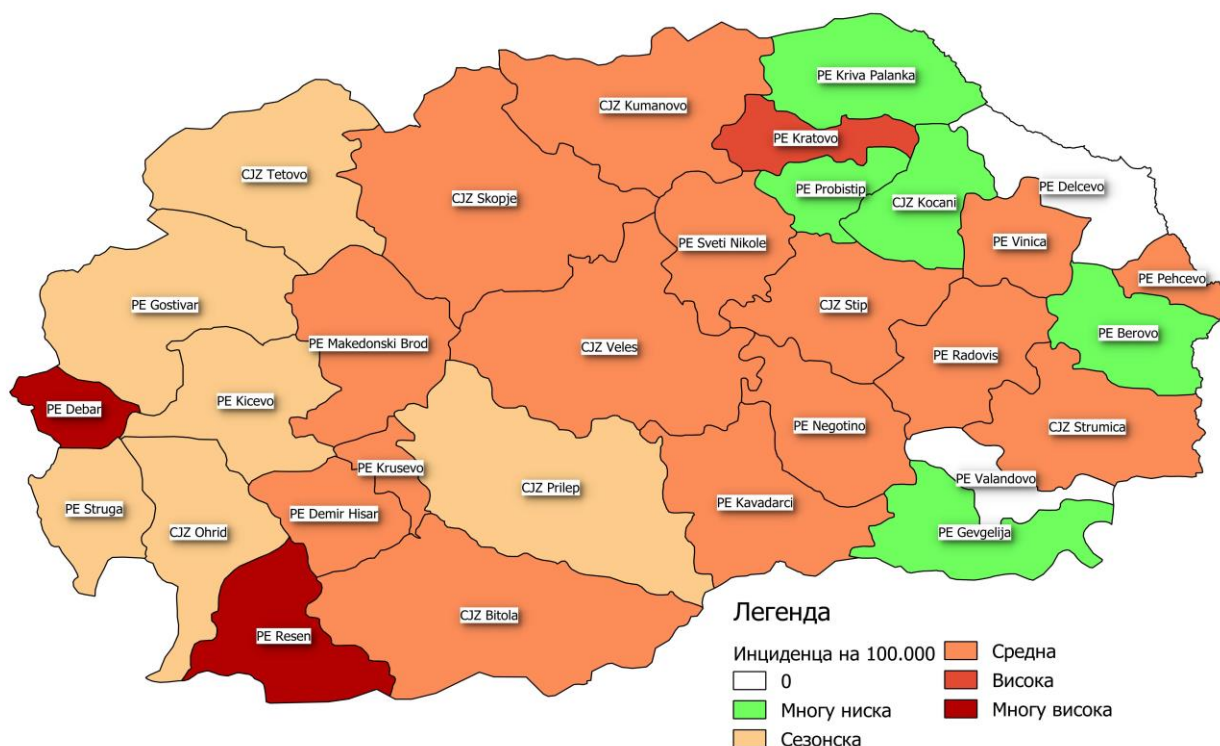 PE Kriva Palanka
CJZ Kumanovo
PE Kratovo
CJZ Tetovo
PE Delcevo
PE Probistip
CJZ Kocani
CJZ Skopje
PE Vinica
PE Sveti Nikole
PE Pehcevo
PE Gostivar
CJZ Stip
PE Berovo
PE Makedonski Brod
CJZ Veles
PE Radovis
PE Debar
PE Kicevo
PE Negotino
CJZ Strumica
PE Krusevo
PE Valandovo
CJZ Prilep
PE Kavadarci
PE Struga
PE Demir Hisar
CJZ Ohrid
PE Gevgelija
CJZ Bitola
PE Resen
Легенда
Инциденца на 100.000
0
Многу ниска
Сезонска
Средна
Висока
Многу висока